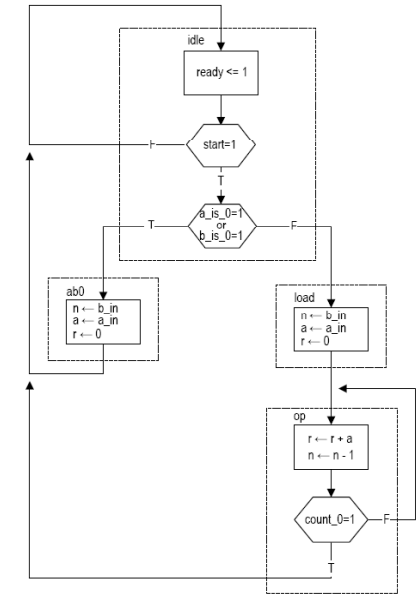 idle
ready <= 1
F
start=1
T
a_is_0=1
or
b_is_0=1
T
F
ab0
n ← b_in
a ← a_in
r ← 0
load
n ← b_in
a ← a_in
r ← 0
op
r ← r + a
n ← n - 1
count_0=1
F
T